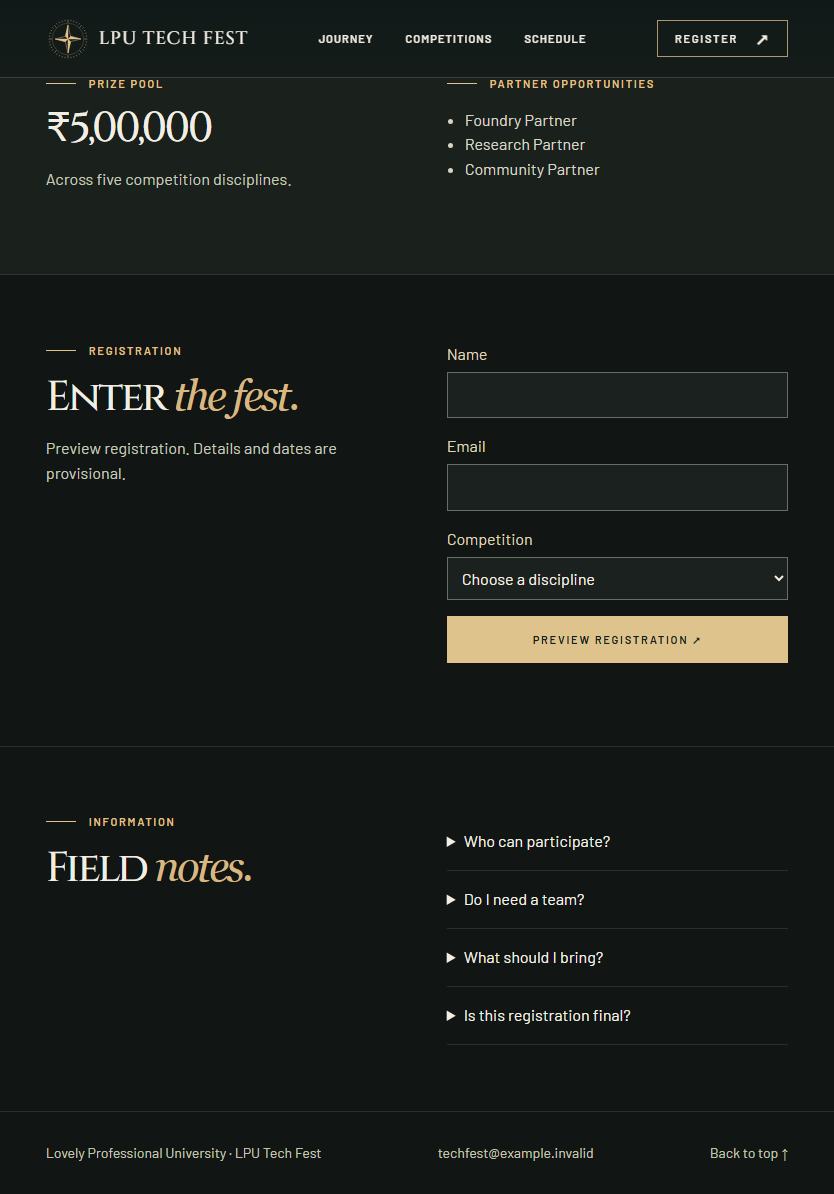 LPU TECH FEST
JOURNEY
COMPETITIONS
SCHEDULE
REGISTER ↗
PRIZE POOL
₹5,00,000
Across five competition disciplines.
PARTNER OPPORTUNITIES
• Foundry Partner
• Research Partner
• Community Partner
REGISTRATION
ENTER the fest.
Preview registration. Details and dates are
provisional.
Name
Email
Competition
Choose a discipline
PREVIEW REGISTRATION ↗
INFORMATION
FIELD notes.
▶ Who can participate?
▶ Do I need a team?
▶ What should I bring?
▶ Is this registration final?
Lovely Professional University · LPU Tech Fest
techfest@example.invalid
Back to top ↑